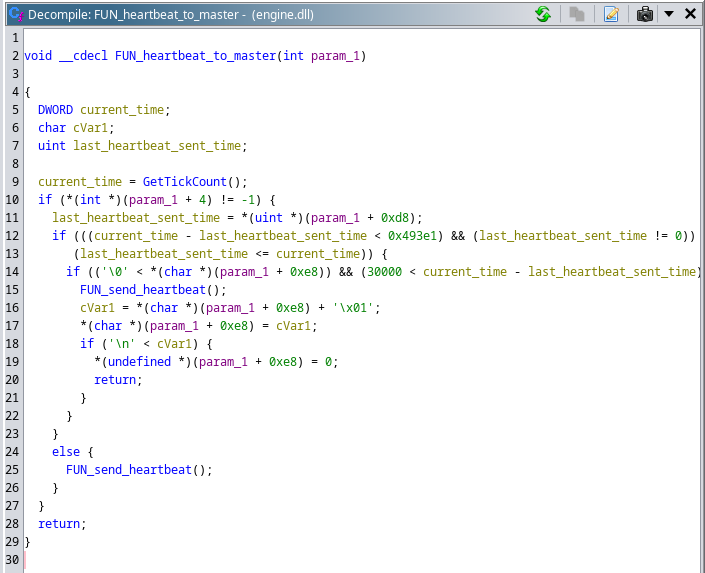 Decompile: FUN_heartbeat_to_master - (engine.dll)
1
2 void __cdecl FUN_heartbeat_to_master(int param_1)
3
4 {
5   DWORD current_time;
6   char cVar1;
7   uint last_heartbeat_sent_time;
8
9   current_time = GetTickCount();
10   if (*(int *)(param_1 + 4) != -1) {
11     last_heartbeat_sent_time = *(uint *)(param_1 + 0xd8);
12     if (((current_time - last_heartbeat_sent_time < 0x493e1) && (last_heartbeat_sent_time != 0))
13        (last_heartbeat_sent_time <= current_time)) {
14       if (('\0' < *(char *)(param_1 + 0xe8)) && (30000 < current_time - last_heartbeat_sent_time)
15         FUN_send_heartbeat();
16         cVar1 = *(char *)(param_1 + 0xe8) + '\x01';
17         *(char *)(param_1 + 0xe8) = cVar1;
18         if ('\n' < cVar1) {
19           *(undefined *)(param_1 + 0xe8) = 0;
20           return;
21         }
22       }
23     }
24     else {
25       FUN_send_heartbeat();
26     }
27   }
28   return;
29 }
30